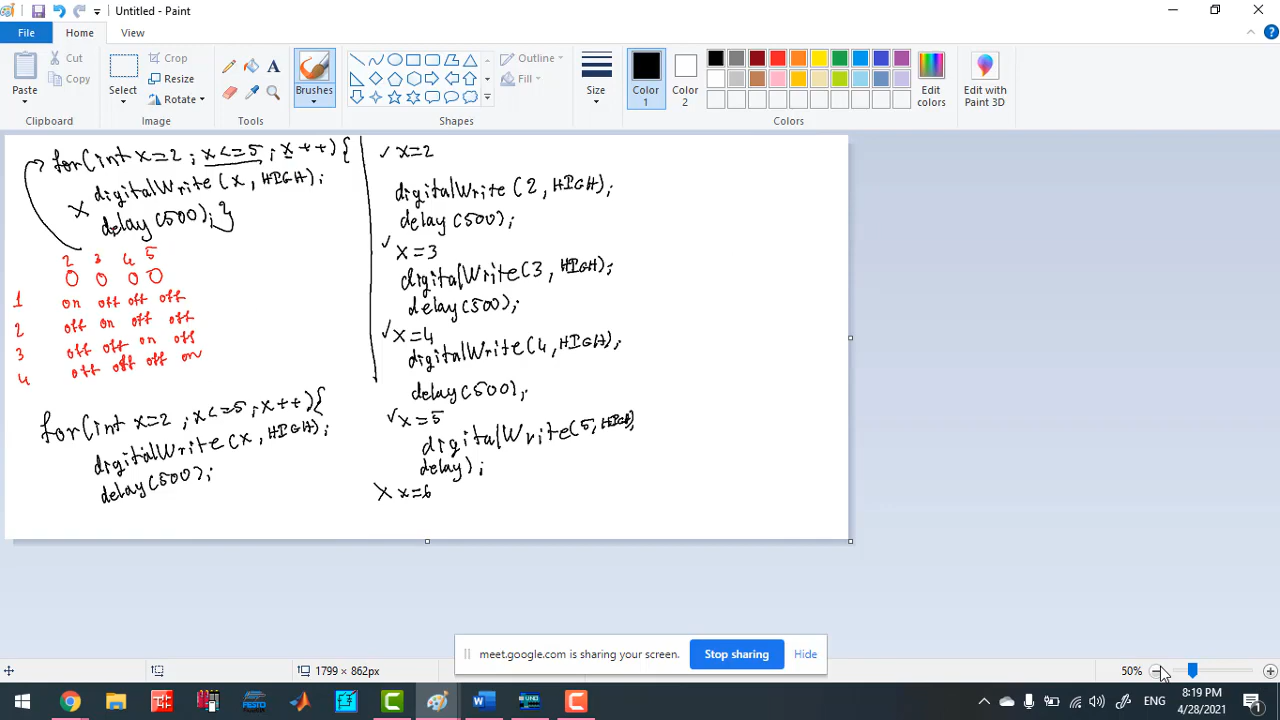 Untitled - Paint
File
Home
View
Paste
Cut
Copy
Clipboard
Select
Crop
Resize
Rotate
Image
A
Tools
Brushes
Outline
Fill
Shapes
Size
Color 1
Color 2
Edit colors
Colors
Edit with Paint 3D
for(int x=2 ; x<=5 ; x++){
digitalWrite(x, HIGH);
x delay(500);}
2 3 4 5
O O O O
1 on off off off
2 off on off off
3 off off on off
4 off off off on
for(int x=2 ;x<=5 ;x++){
digitalWrite(x, HIGH);
delay(500);
✓ x=2
digitalWrite(2, HIGH);
delay(500);
✓ x=3
digitalWrite(3, HIGH);
delay(500);
✓ x=4
digitalWrite(4,HIGH);
delay(500);
✓ x=5
digitalWrite(5,HIGH)
delay);
X x=6
meet.google.com is sharing your screen.
Stop sharing
Hide
1799 × 862px
50%
ENG
8:19 PM
4/28/2021
1